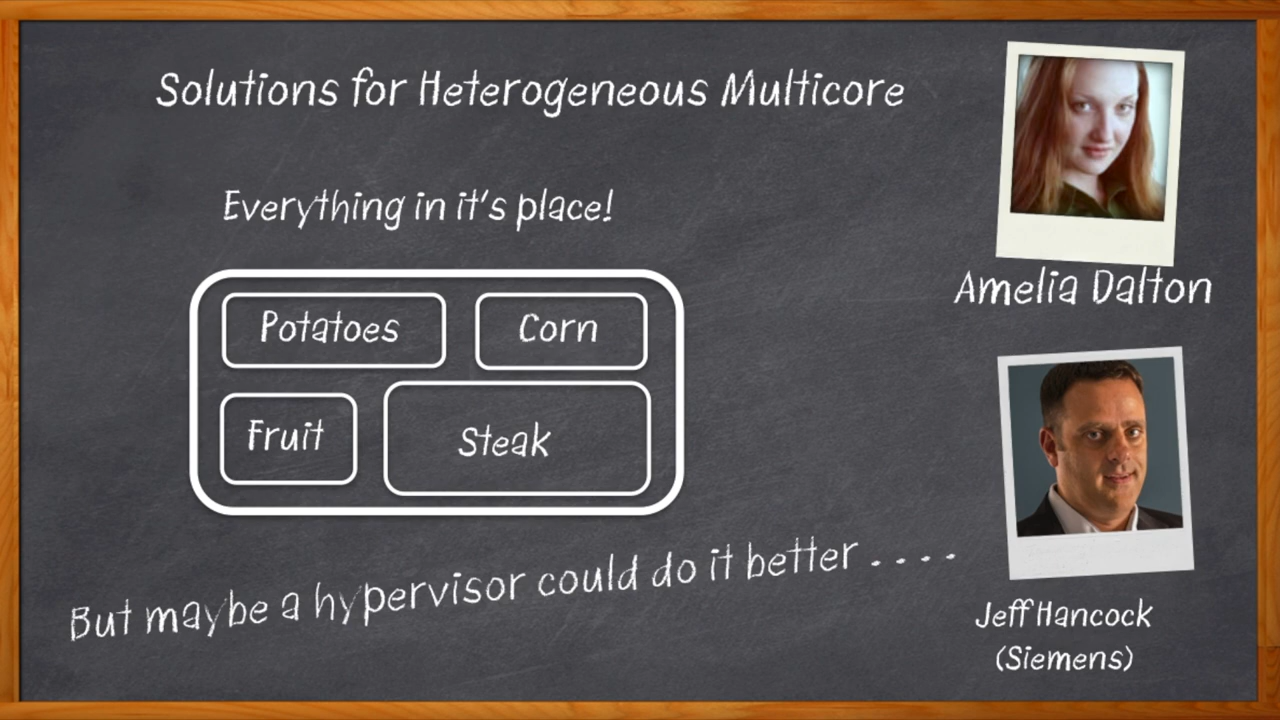 Solutions for Heterogeneous Multicore
Everything in it's place!
Potatoes
Corn
Fruit
Steak
But maybe a hypervisor could do it better . . . .
Amelia Dalton
Jeff Hancock
(Siemens)